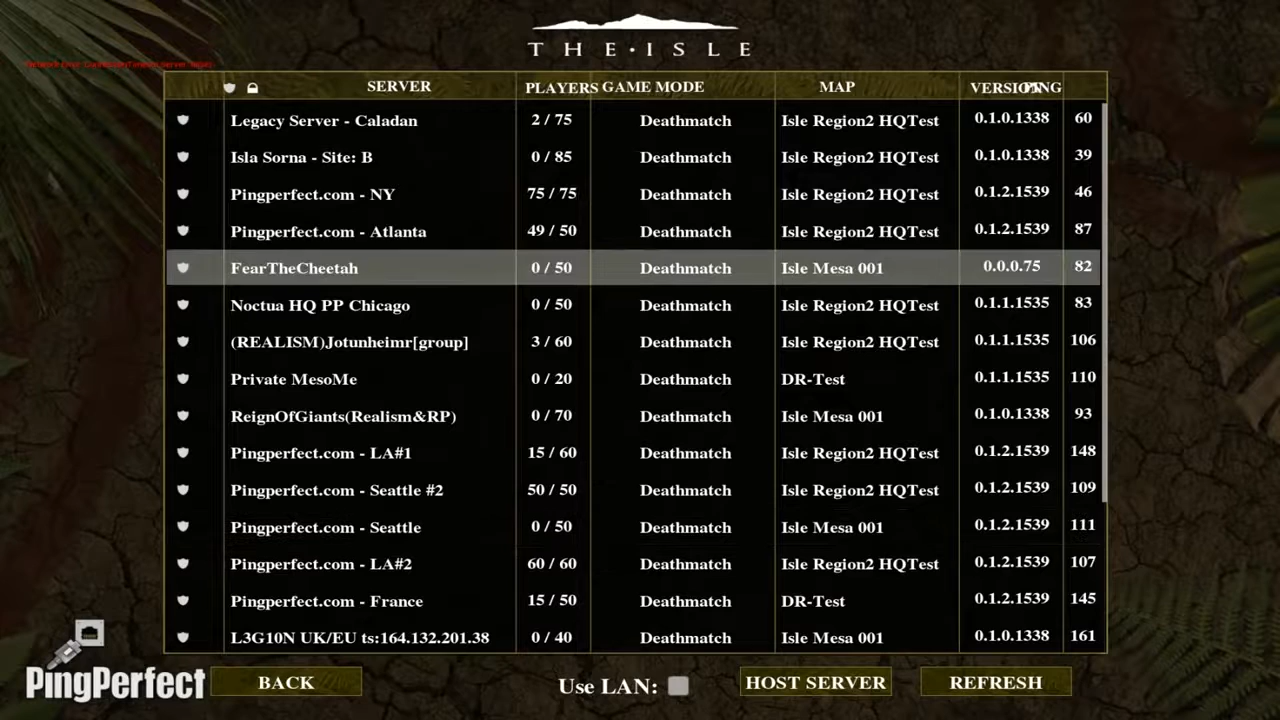 THE·ISLE
SERVER PLAYERS GAME MODE MAP VERSION PING
Legacy Server - Caladan 2 / 75 Deathmatch Isle Region2 HQTest 0.1.0.1338 60
Isla Sorna - Site: B 0 / 85 Deathmatch Isle Region2 HQTest 0.1.0.1338 39
Pingperfect.com - NY 75 / 75 Deathmatch Isle Region2 HQTest 0.1.2.1539 46
Pingperfect.com - Atlanta 49 / 50 Deathmatch Isle Region2 HQTest 0.1.2.1539 87
FearTheCheetah 0 / 50 Deathmatch Isle Mesa 001 0.0.0.75 82
Noctua HQ PP Chicago 0 / 50 Deathmatch Isle Region2 HQTest 0.1.1.1535 83
(REALISM)Jotunheimr[group] 3 / 60 Deathmatch Isle Region2 HQTest 0.1.1.1535 106
Private MesoMe 0 / 20 Deathmatch DR-Test 0.1.1.1535 110
ReignOfGiants(Realism&RP) 0 / 70 Deathmatch Isle Mesa 001 0.1.0.1338 93
Pingperfect.com - LA#1 15 / 60 Deathmatch Isle Region2 HQTest 0.1.2.1539 148
Pingperfect.com - Seattle #2 50 / 50 Deathmatch Isle Region2 HQTest 0.1.2.1539 109
Pingperfect.com - Seattle 0 / 50 Deathmatch Isle Mesa 001 0.1.2.1539 111
Pingperfect.com - LA#2 60 / 60 Deathmatch Isle Region2 HQTest 0.1.2.1539 107
Pingperfect.com - France 15 / 50 Deathmatch DR-Test 0.1.2.1539 145
L3G10N UK/EU ts:164.132.201.38 0 / 40 Deathmatch Isle Mesa 001 0.1.0.1338 161
PingPerfect
BACK Use LAN: HOST SERVER REFRESH